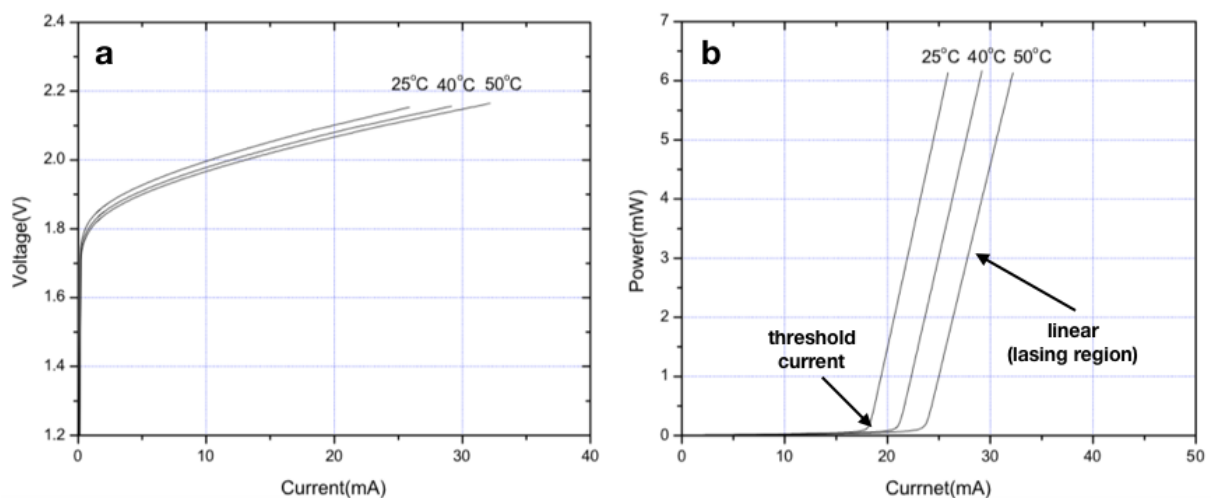 a
2.4
2.2
2.0
1.8
1.6
1.4
1.2
Voltage(V)
25°C 40°C 50°C
0 10 20 30 40
Current(mA)
b
7
6
5
4
3
2
1
0
Power(mW)
25°C 40°C 50°C
threshold
current
linear
(lasing region)
0 10 20 30 40 50
Currnet(mA)